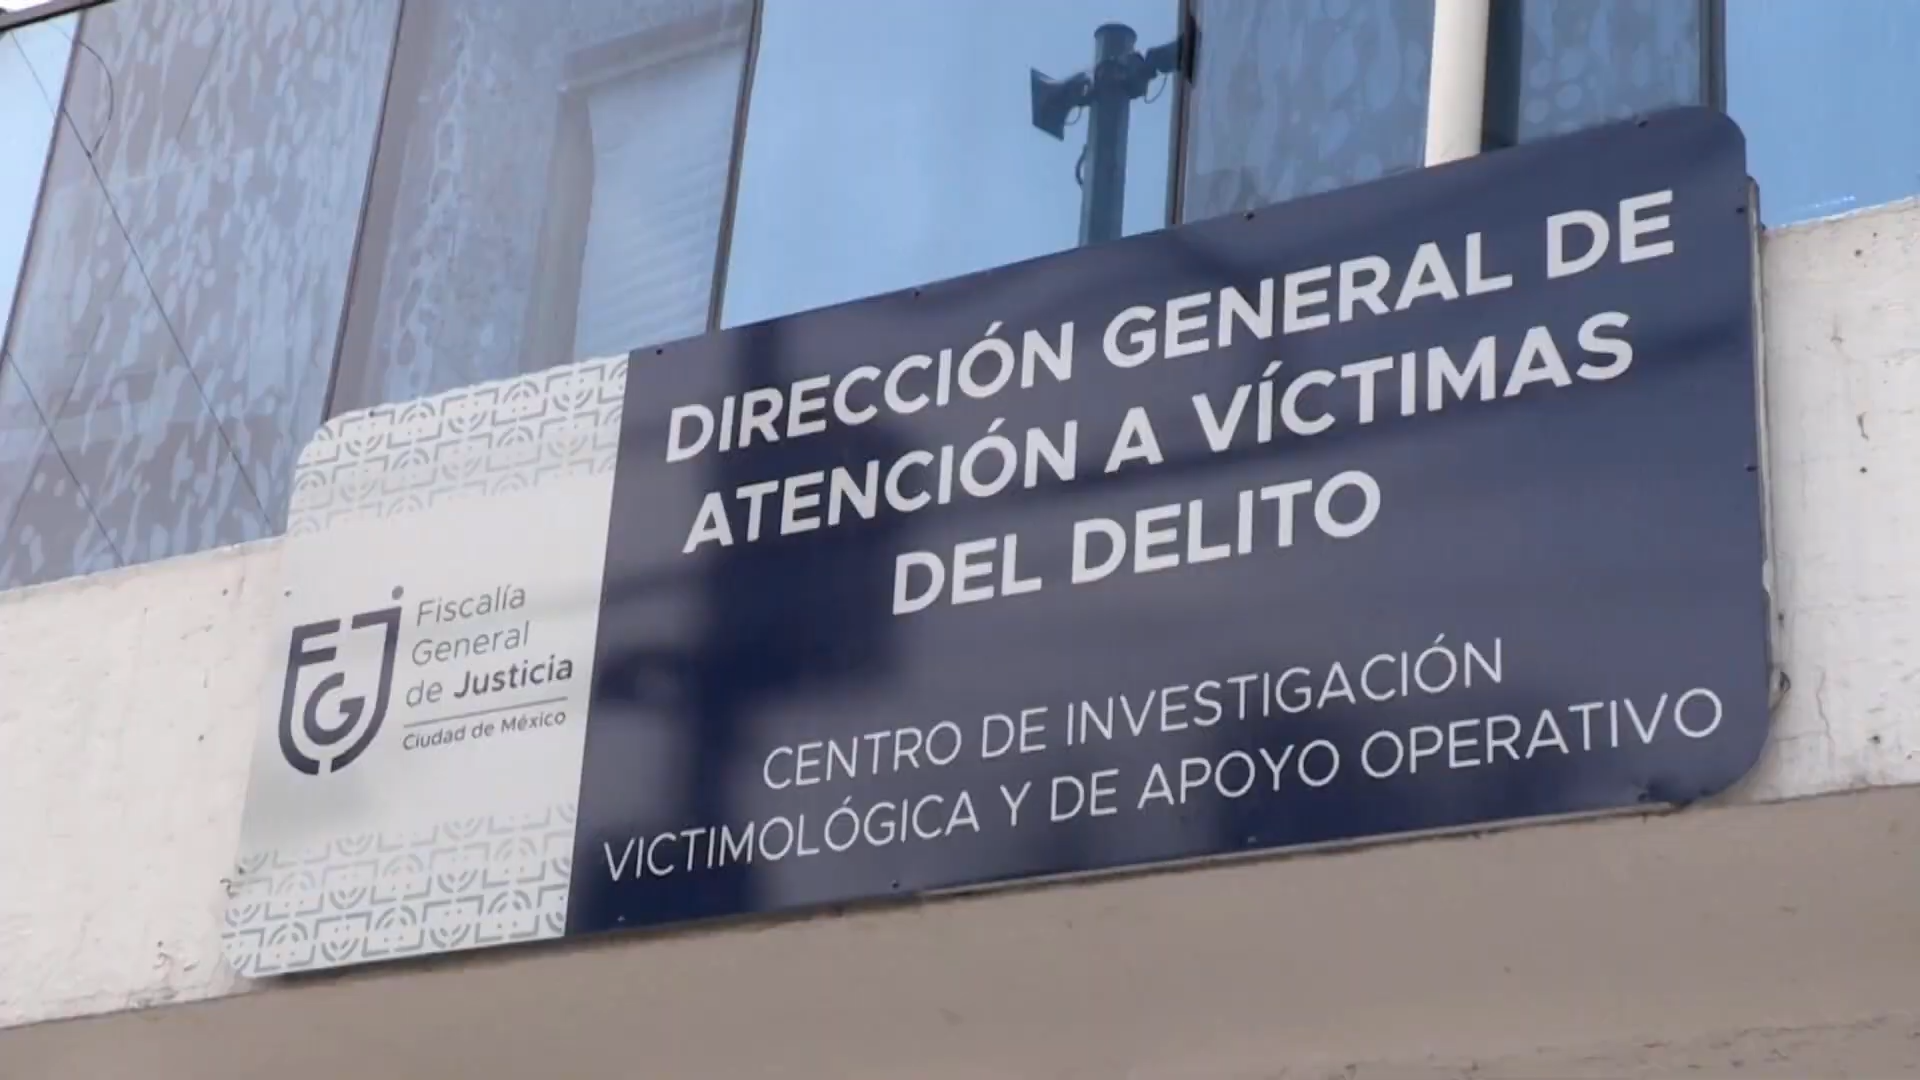 DIRECCIÓN GENERAL DE
ATENCIÓN A VÍCTIMAS
DEL DELITO
CENTRO DE INVESTIGACIÓN
VICTIMOLÓGICA Y DE APOYO OPERATIVO
FGJ
Fiscalía
General
de Justicia
Ciudad de México